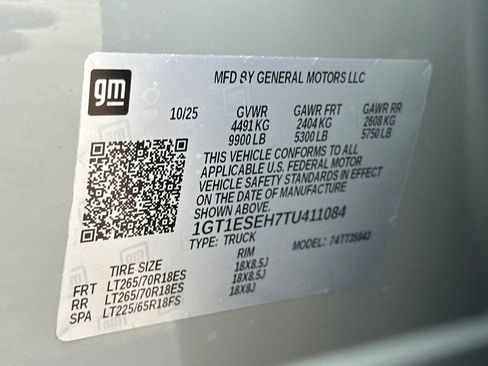 gm
MFD BY GENERAL MOTORS LLC
10/25 GVWR GAWR FRT GAWR RR
4491 KG 2404 KG 2608 KG
9900 LB 5300 LB 5750 LB
THIS VEHICLE CONFORMS TO ALL
APPLICABLE U.S. FEDERAL MOTOR
VEHICLE SAFETY STANDARDS IN EFFECT
ON THE DATE OF MANUFACTURE
SHOWN ABOVE.
1GT1ESEH7TU411084
TYPE: TRUCK MODEL:
TIRE SIZE RIM
FRT LT265/70R18ES 18X8.5J
RR LT265/70R18ES 18X8.5J
SPA LT225/65R18FS 18X8J